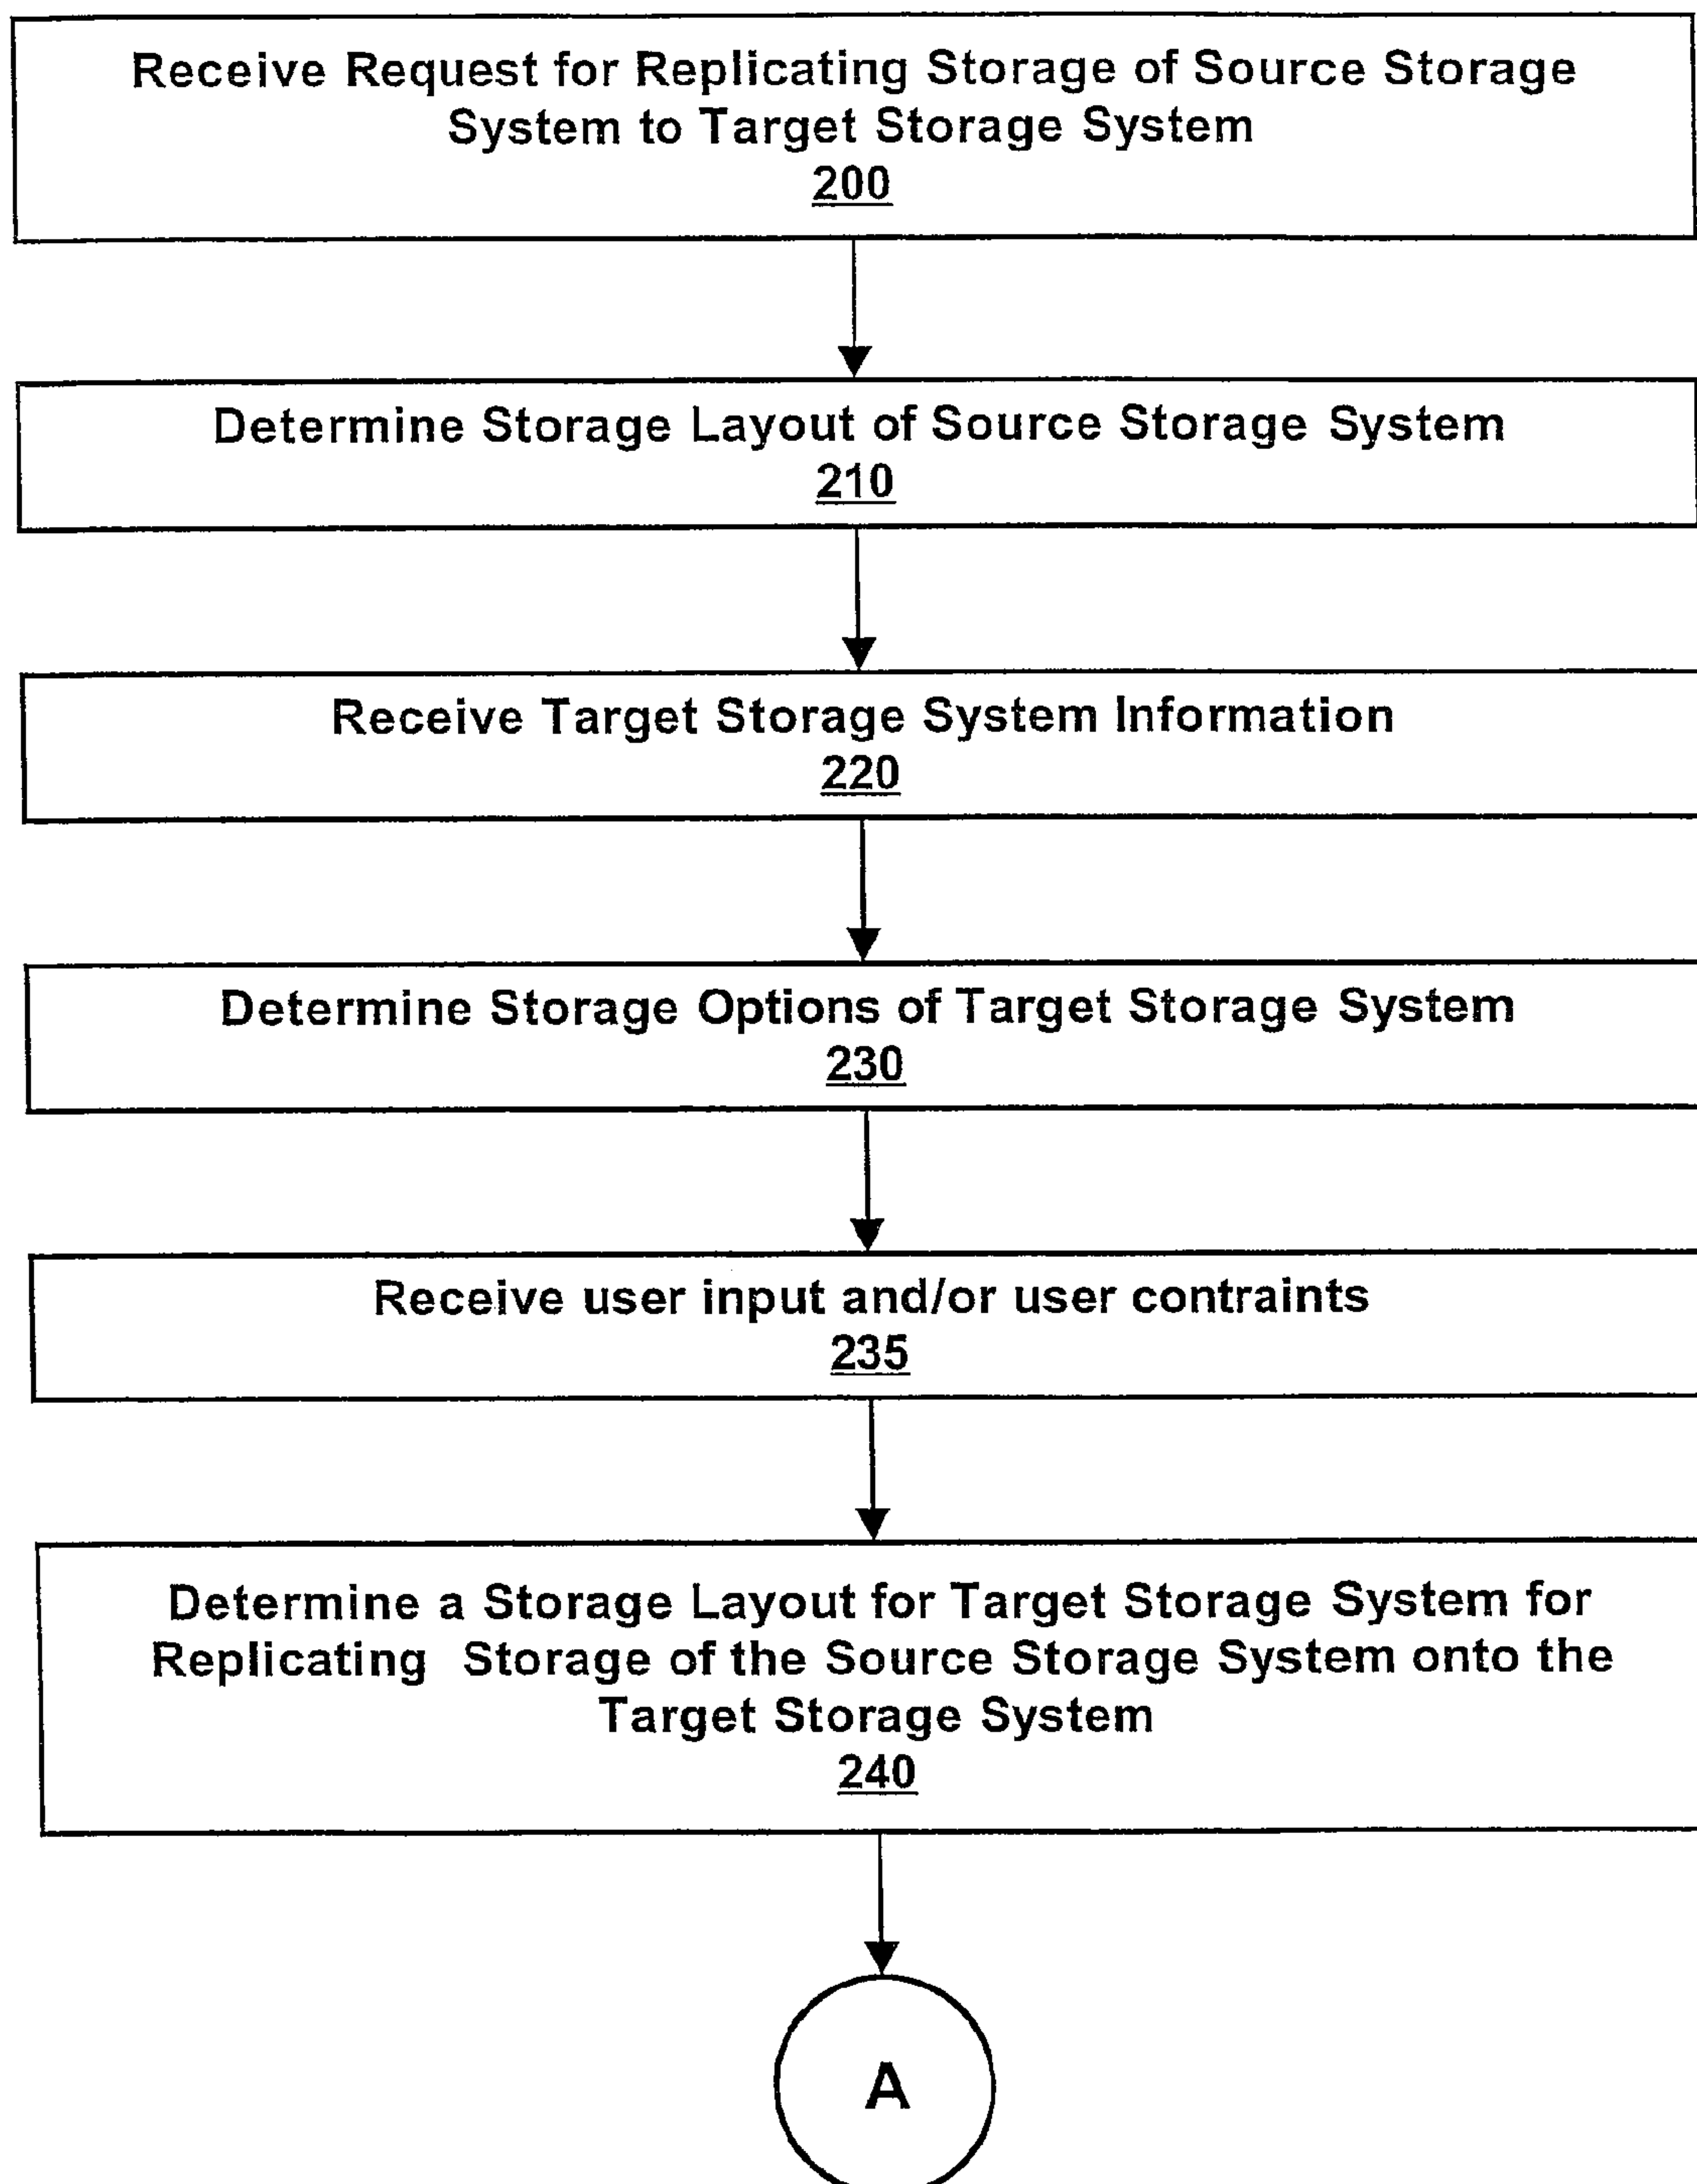 Receive Request for Replicating Storage of Source Storage
System to Target Storage System
200
Determine Storage Layout of Source Storage System
210
Receive Target Storage System Information
220
Determine Storage Options of Target Storage System
230
Receive user input and/or user contraints
235
Determine a Storage Layout for Target Storage System for
Replicating Storage of the Source Storage System onto the
Target Storage System
240
A